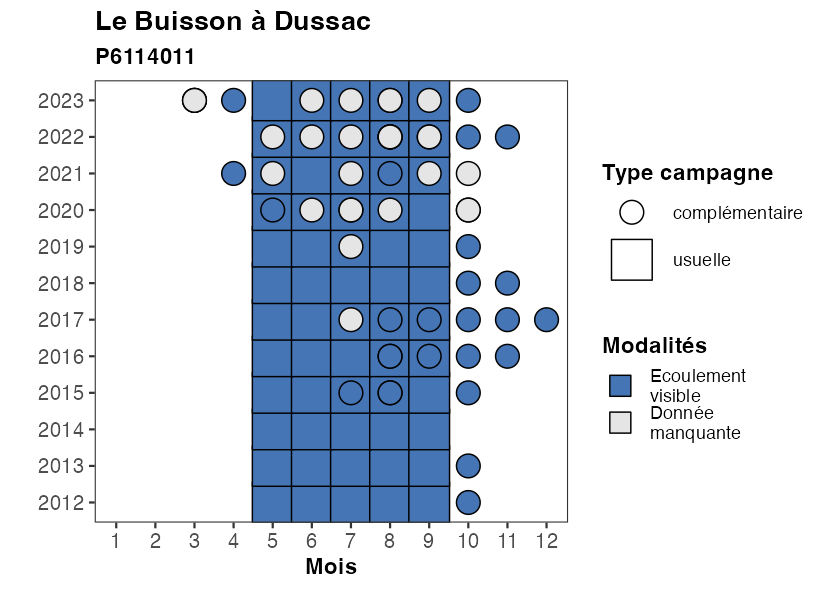 Le Buisson à Dussac
P6114011
2023
2022
2021
2020
2019
2018
2017
2016
2015
2014
2013
2012
1 2 3 4 5 6 7 8 9 10 11 12
Mois
Type campagne
complémentaire
usuelle
Modalités
Ecoulement
visible
Donnée
manquante